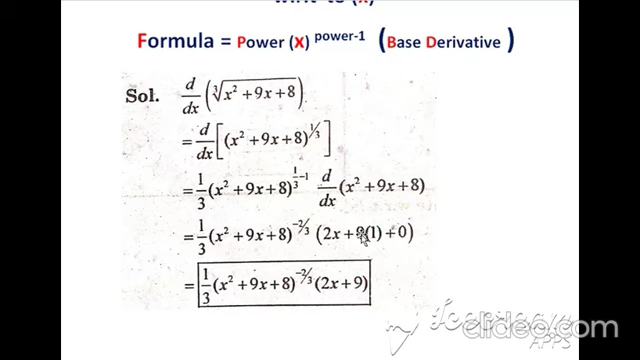 w.r.t to (x)
Formula = Power (x) power-1 (Base Derivative )
Sol. d/dx (∛x² + 9x + 8)
= d/dx [(x² + 9x + 8)^1/3]
= 1/3 (x² + 9x + 8)^(1/3 −1) d/dx (x² + 9x + 8)
= 1/3 (x² + 9x + 8)^−2/3 (2x + 9(1) + 0)
= 1/3 (x² + 9x + 8)^−2/3 (2x + 9)
clideo.com
APPS